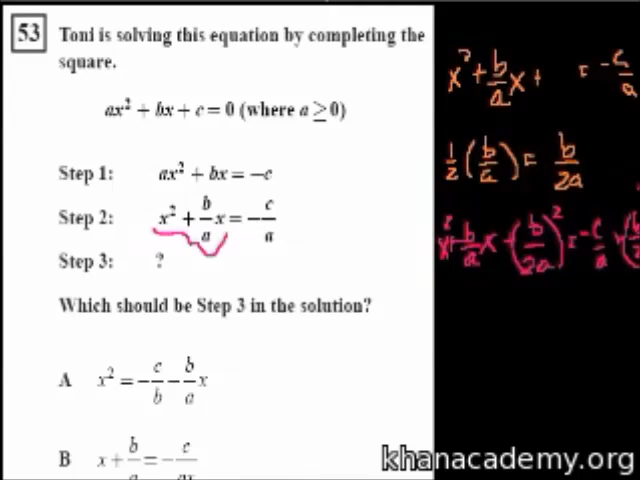 53 Toni is solving this equation by completing the
square.
ax² + bx + c = 0 (where a ≥ 0)
Step 1: ax² + bx = −c
Step 2: x² + b/a x = − c/a
Step 3: ?
Which should be Step 3 in the solution?
A x² = − c/b − b/a x
B x + b/a = − c/ax
x² + b/a x + = −c/a
1/2 (b/a) = b/2a
x² + b/a x + (b/2a)² = −c/a +
khanacademy.org